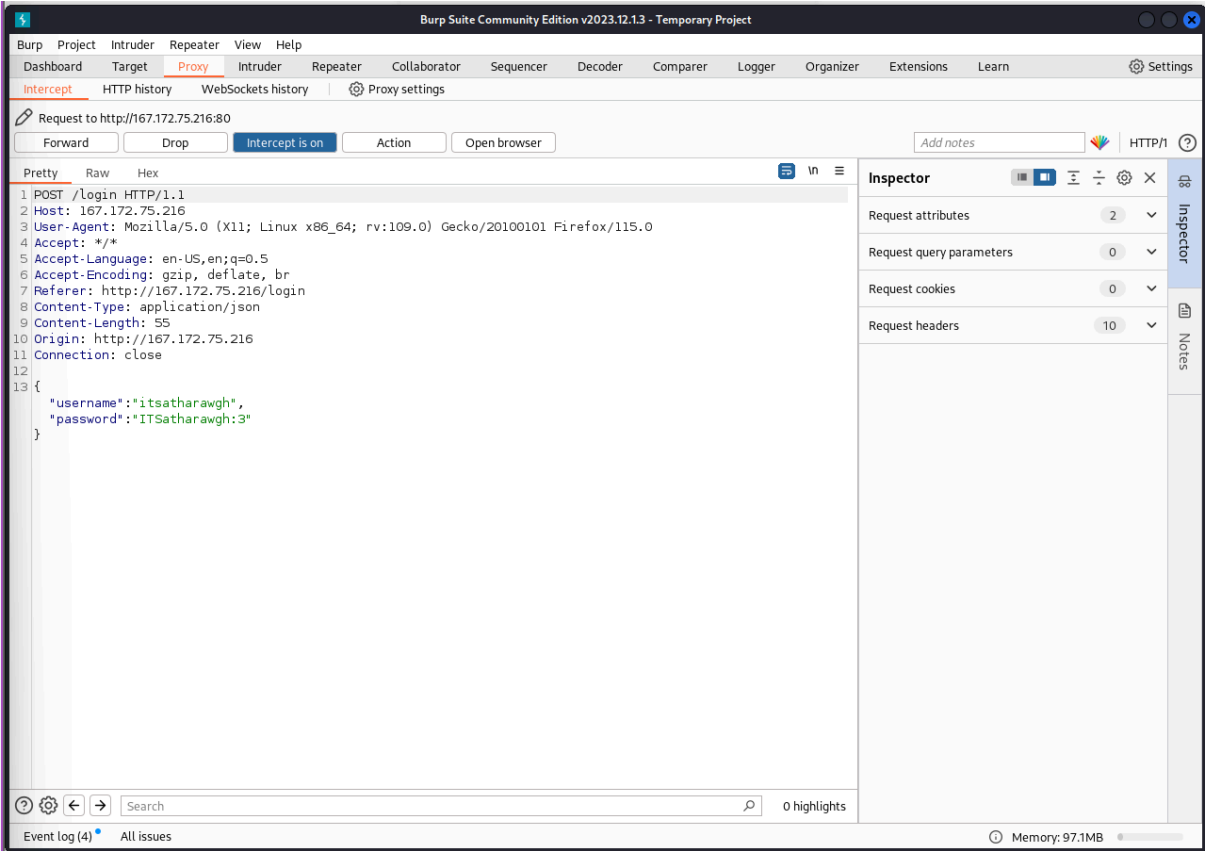 Burp Suite Community Edition v2023.12.1.3 - Temporary Project
Burp Project Intruder Repeater View Help
Dashboard Target Proxy Intruder Repeater Collaborator Sequencer Decoder Comparer Logger Organizer Extensions Learn Settings
Intercept HTTP history WebSockets history Proxy settings
Request to http://167.172.75.216:80
Forward Drop Intercept is on Action Open browser Add notes HTTP/1 ?
Pretty Raw Hex \n
1 POST /login HTTP/1.1
2 Host: 167.172.75.216
3 User-Agent: Mozilla/5.0 (X11; Linux x86_64; rv:109.0) Gecko/20100101 Firefox/115.0
4 Accept: */*
5 Accept-Language: en-US,en;q=0.5
6 Accept-Encoding: gzip, deflate, br
7 Referer: http://167.172.75.216/login
8 Content-Type: application/json
9 Content-Length: 55
10 Origin: http://167.172.75.216
11 Connection: close
12
13 {
"username":"itsatharawgh",
"password":"ITSatharawgh:3"
}
Inspector
Request attributes 2
Request query parameters 0
Request cookies 0
Request headers 10
Inspector
Notes
? Search 0 highlights
Event log (4) All issues Memory: 97.1MB